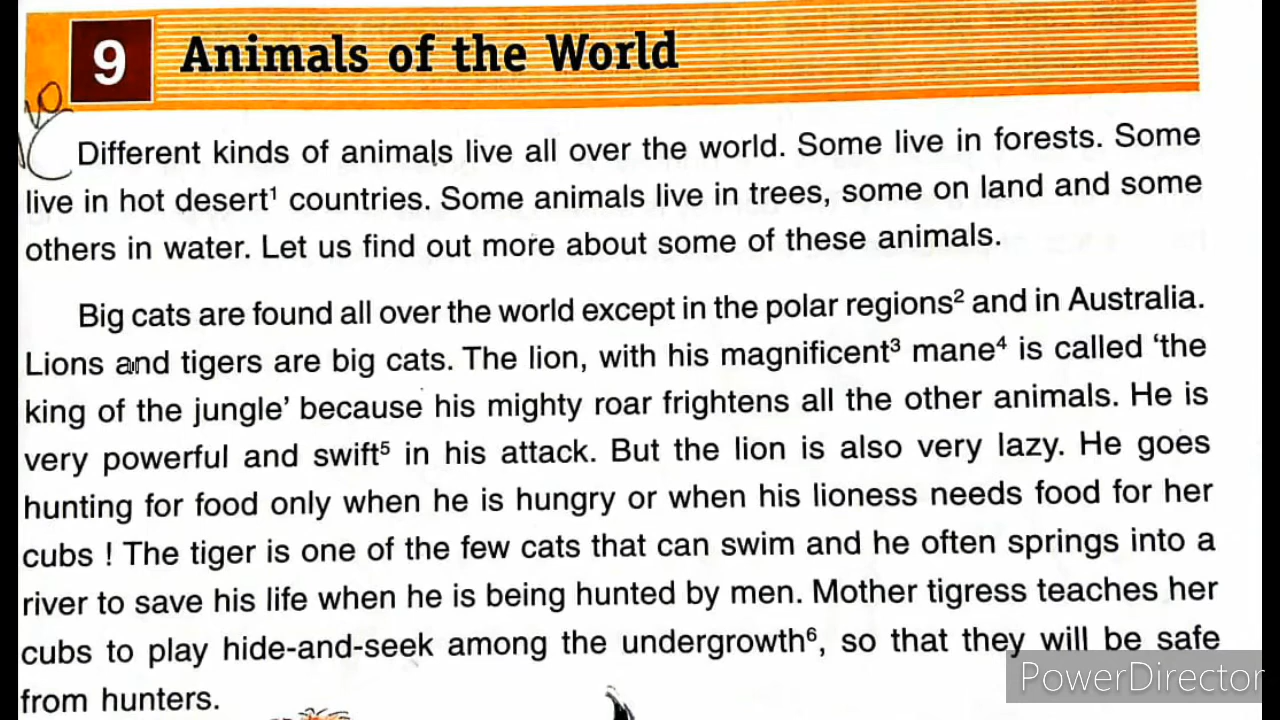 9 Animals of the World
Different kinds of animals live all over the world. Some live in forests. Some
live in hot desert¹ countries. Some animals live in trees, some on land and some
others in water. Let us find out more about some of these animals.
Big cats are found all over the world except in the polar regions² and in Australia.
Lions and tigers are big cats. The lion, with his magnificent³ mane⁴ is called ‘the
king of the jungle’ because his mighty roar frightens all the other animals. He is
very powerful and swift⁵ in his attack. But the lion is also very lazy. He goes
hunting for food only when he is hungry or when his lioness needs food for her
cubs ! The tiger is one of the few cats that can swim and he often springs into a
river to save his life when he is being hunted by men. Mother tigress teaches her
cubs to play hide-and-seek among the undergrowth⁶, so that they will be safe
from hunters.
PowerDirector